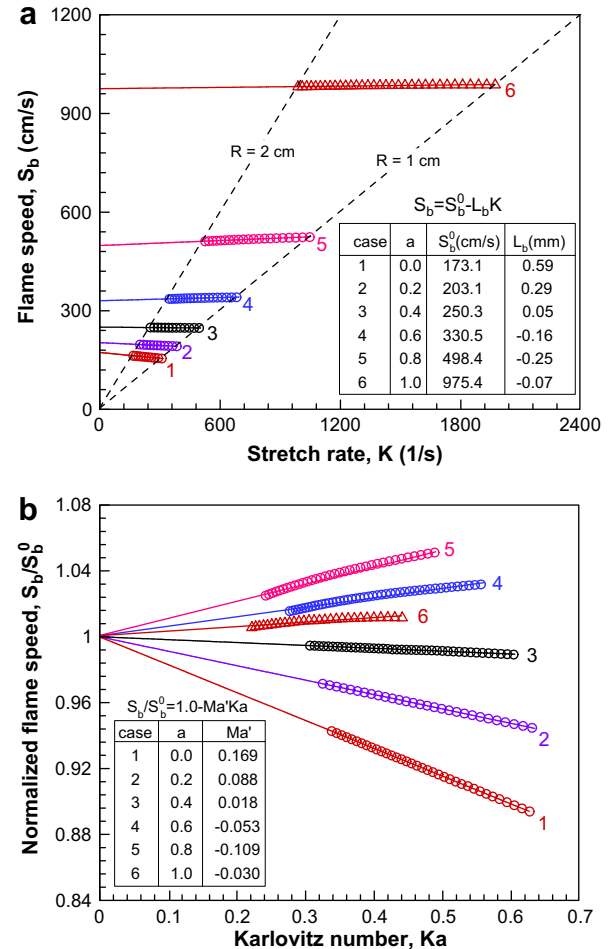 a
1200
900
600
300
0
Flame speed, S_b (cm/s)
R = 2 cm
R = 1 cm
6
5
4
3
2
1
S_b=S_b^0-L_bK
case a S_b^0(cm/s) L_b(mm)
1 0.0 173.1 0.59
2 0.2 203.1 0.29
3 0.4 250.3 0.05
4 0.6 330.5 -0.16
5 0.8 498.4 -0.25
6 1.0 975.4 -0.07
0 600 1200 1800 2400
Stretch rate, K (1/s)
b
1.08
1.04
1
0.96
0.92
0.88
0.84
Normalized flame speed, S_b/S_b^0
5
4
6
3
2
1
S_b/S_b^0=1.0-Ma'Ka
case a Ma'
1 0.0 0.169
2 0.2 0.088
3 0.4 0.018
4 0.6 -0.053
5 0.8 -0.109
6 1.0 -0.030
0 0.1 0.2 0.3 0.4 0.5 0.6 0.7
Karlovitz number, Ka